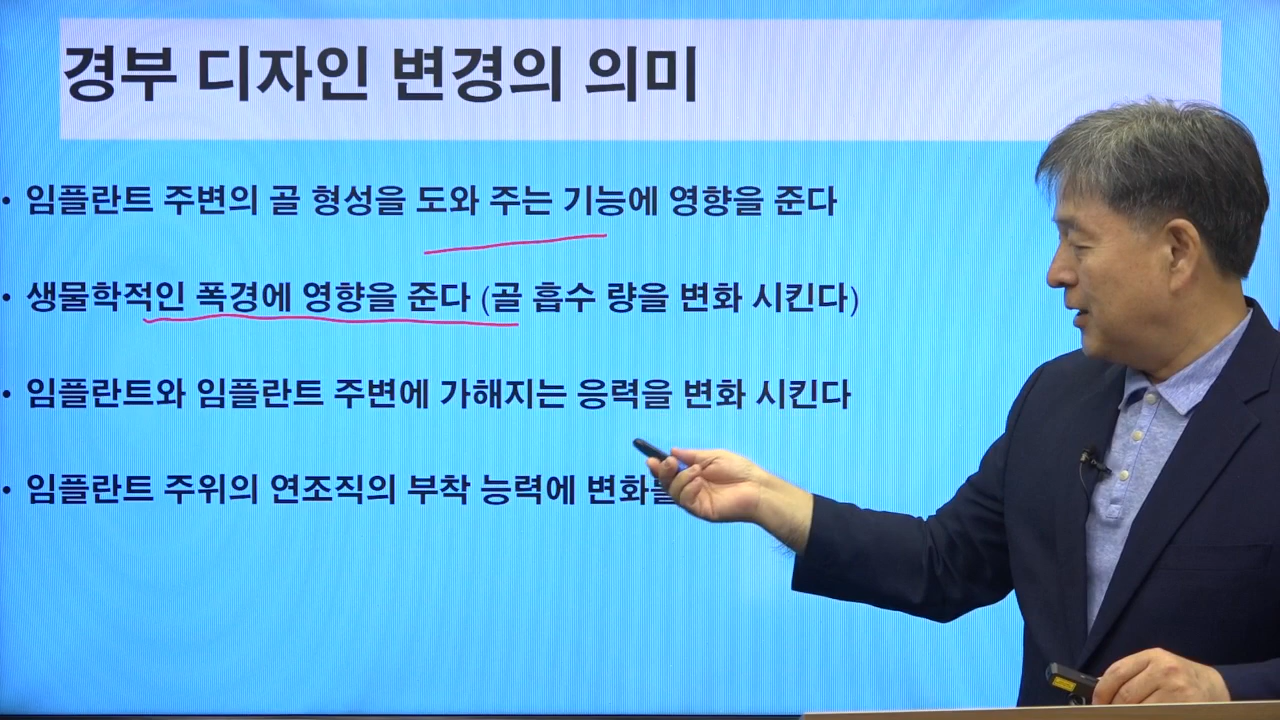 경부 디자인 변경의 의미
• 임플란트 주변의 골 형성을 도와 주는 기능에 영향을 준다
• 생물학적인 폭경에 영향을 준다 (골 흡수 량을 변화 시킨다)
• 임플란트와 임플란트 주변에 가해지는 응력을 변화 시킨다
• 임플란트 주위의 연조직의 부착 능력에 변화를